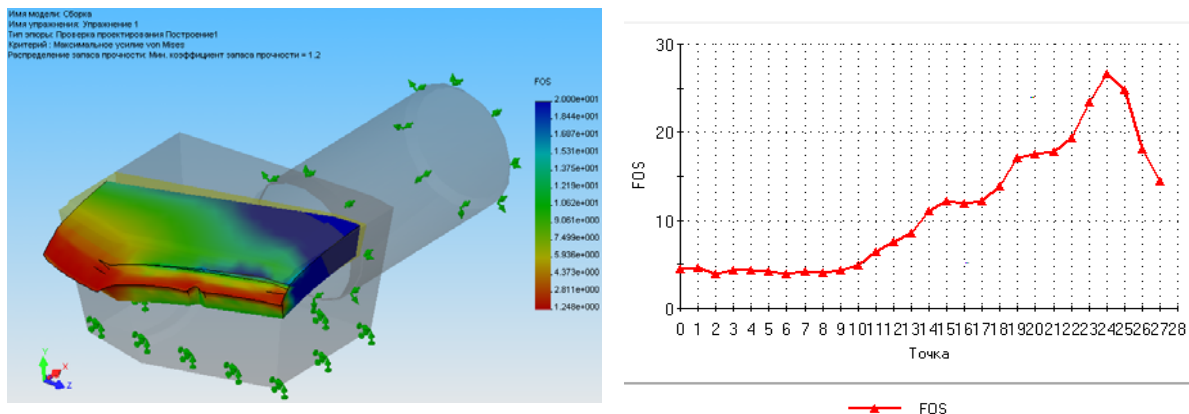 Имя модели: Сборка
Имя упражнения: Упражнение 1
Тип эпюры: Проверка проектирования Построение1
Критерий : Максимальное усилие von Mises
Распределение запаса прочности: Мин. коэффициент запаса прочности = 1.2
FOS
2.000e+001
1.844e+001
1.687e+001
1.531e+001
1.375e+001
1.219e+001
1.062e+001
9.061e+000
7.499e+000
5.936e+000
4.373e+000
2.811e+000
1.248e+000
Y
X
Z
30
20
10
0
FOS
0 1 2 3 4 5 6 7 8 9 10 11 12 13 14 15 16 17 18 19 20 21 22 23 24 25 26 27 28
Точка
FOS